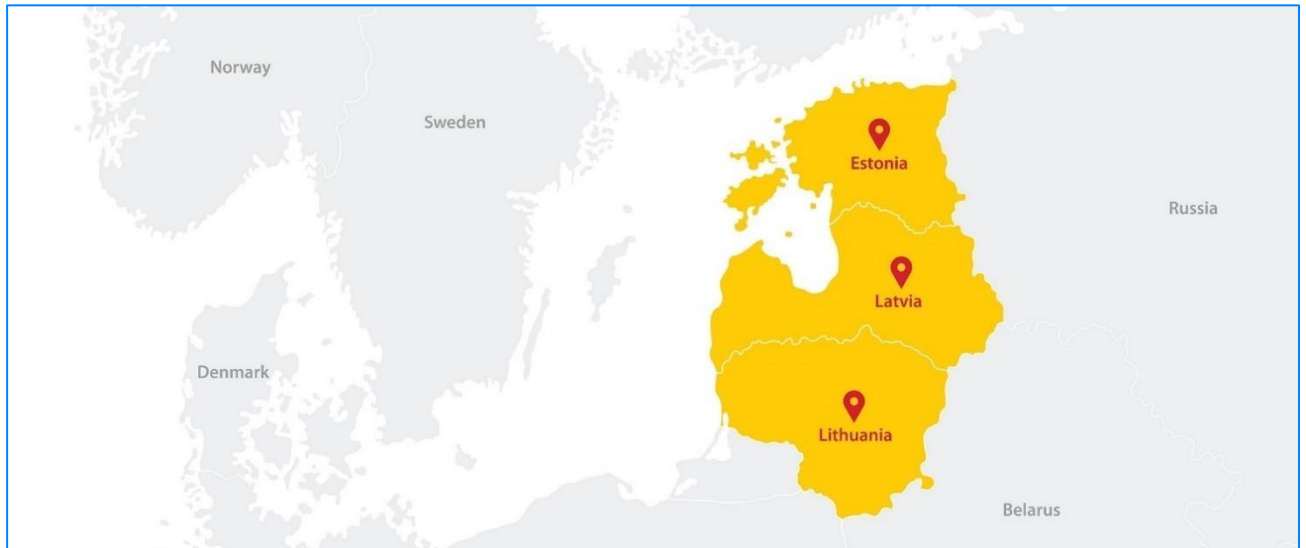 Norway
Sweden
Estonia
Russia
Latvia
Denmark
Lithuania
Belarus